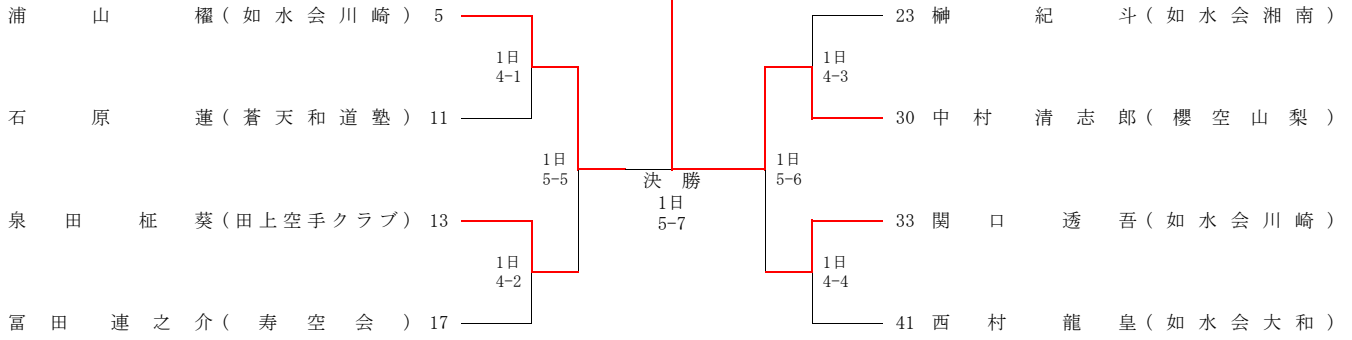 浦山櫂(如水会川崎) 5
1日
4-1
石原蓮(蒼天和道塾) 11
1日
5-5
泉田柾葵(田上空手クラブ) 13
1日
4-2
冨田連之介(寿空会) 17
決勝
1日
5-7
23 榊紀斗(如水会湘南)
1日
4-3
30 中村清志郎(櫻空山梨)
1日
5-6
33 関口透吾(如水会川崎)
1日
4-4
41 西村龍皇(如水会大和)